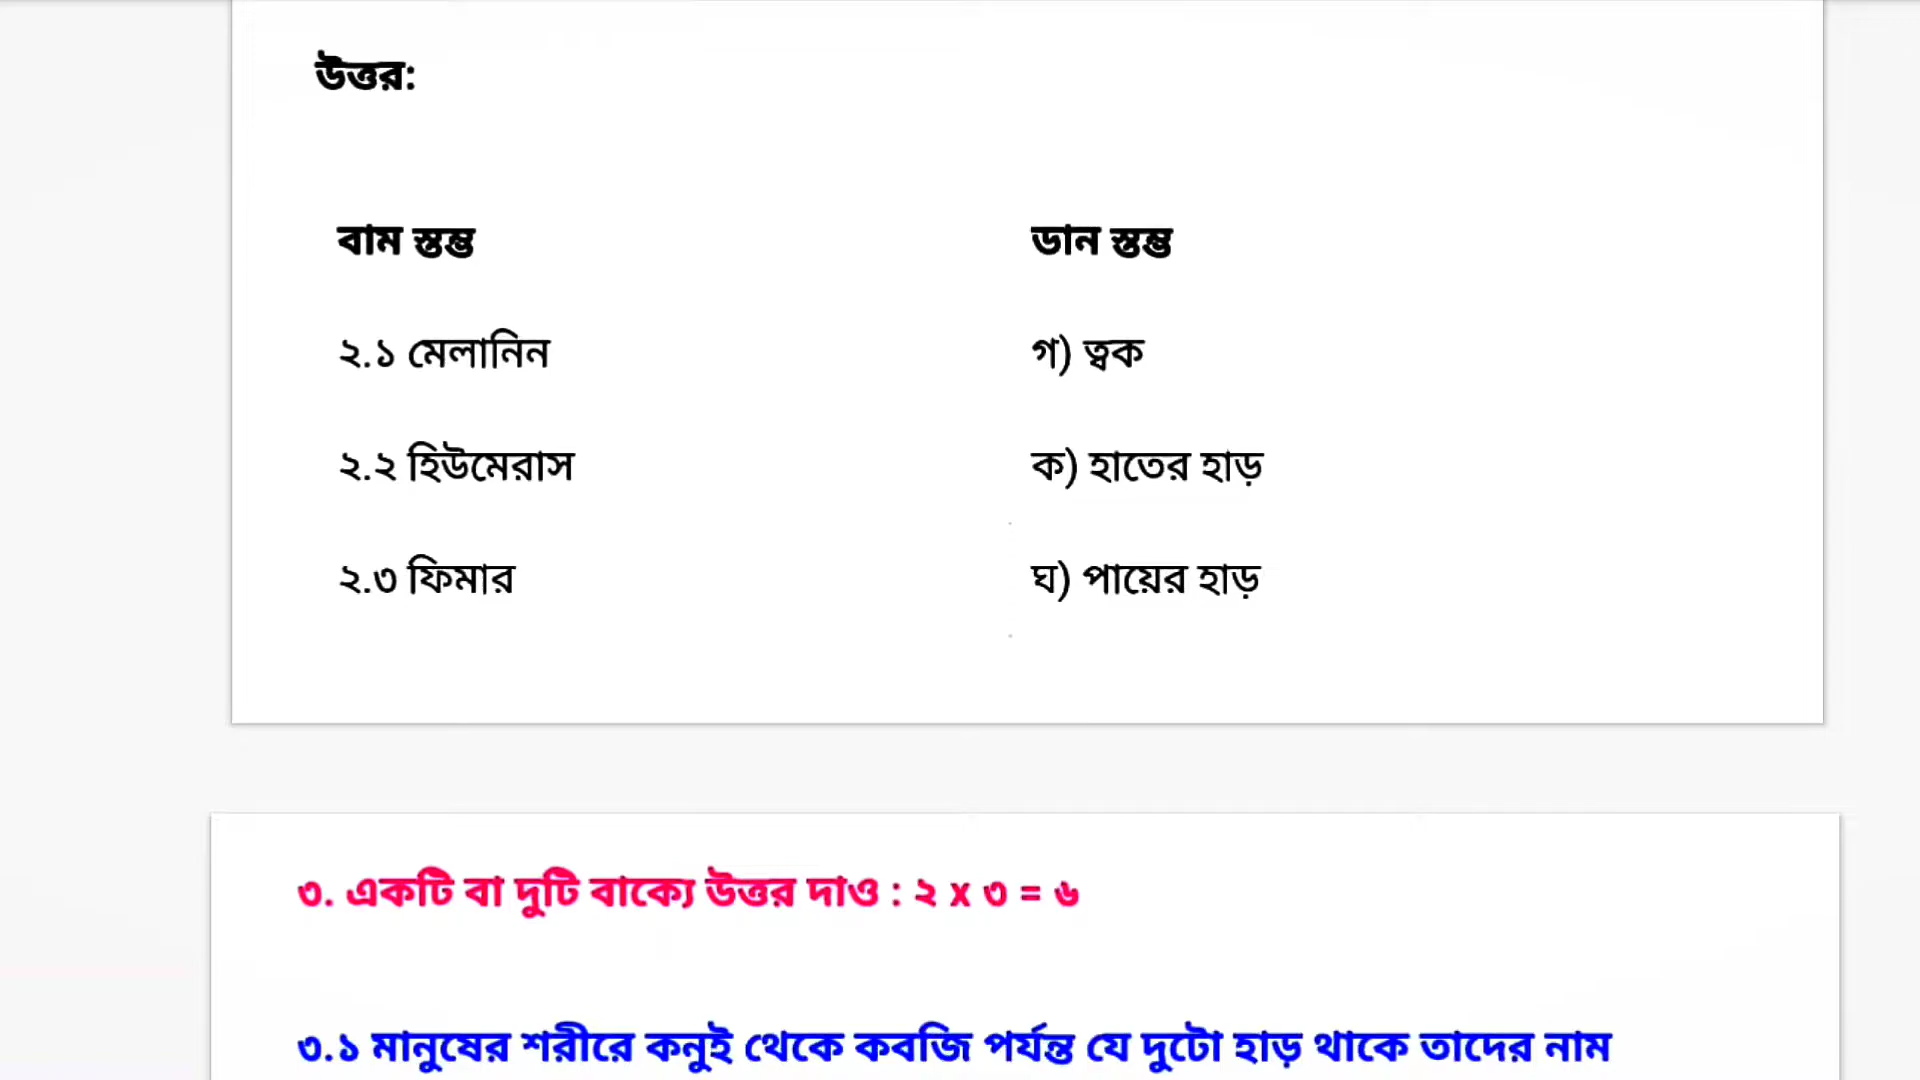 উত্তর:
বাম স্তম্ভ ডান স্তম্ভ
২.১ মেলানিন গ) ত্বক
২.২ হিউমেরাস ক) হাতের হাড়
২.৩ ফিমার ঘ) পায়ের হাড়
৩. একটি বা দুটি বাক্যে উত্তর দাও : ২ x ৩ = ৬
৩.১ মানুষের শরীরে কনুই থেকে কবজি পর্যন্ত যে দুটো হাড় থাকে তাদের নাম